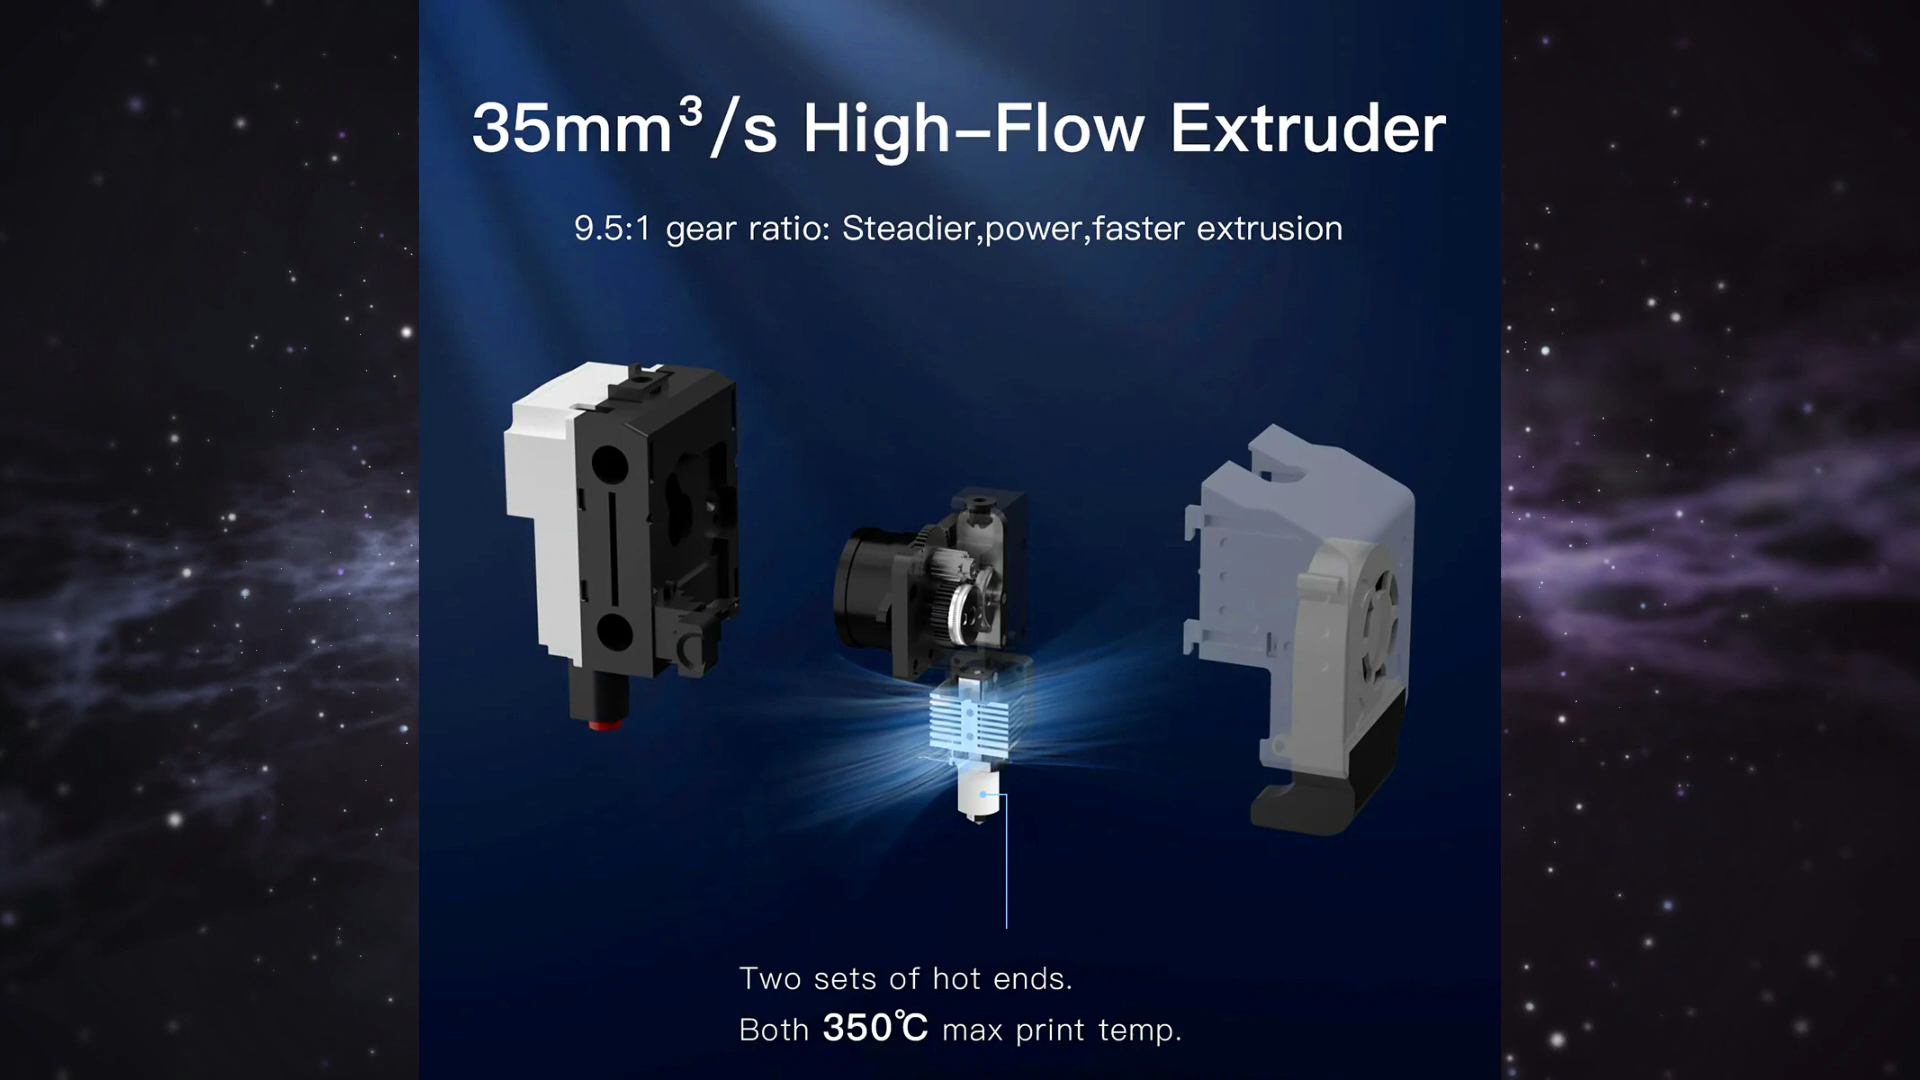 35mm³/s High-Flow Extruder
9.5:1 gear ratio: Steadier,power,faster extrusion
Two sets of hot ends.
Both 350℃ max print temp.